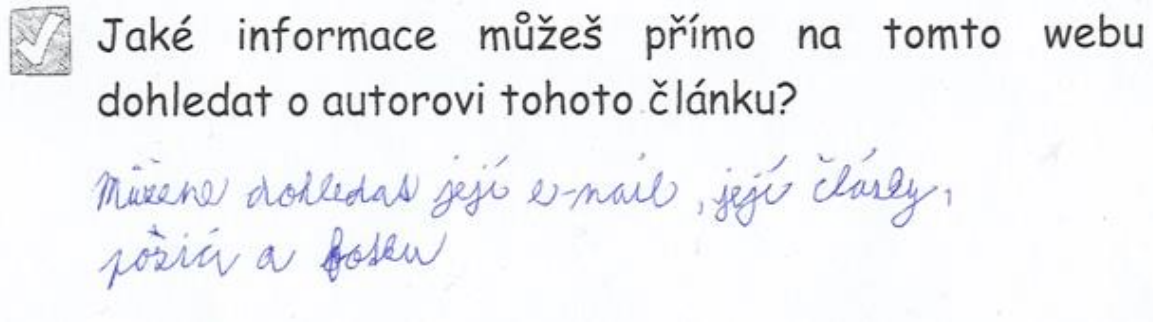 Jaké informace můžeš přímo na tomto webu
dohledat o autorovi tohoto článku?
Můžeme dohledat její e-mail, její články,
pozici a fotku